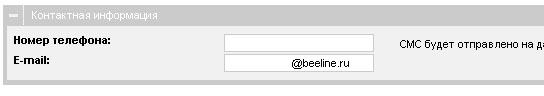 Контактная информация
Номер телефона: СМС будет отправлено на
E-mail: @beeline.ru